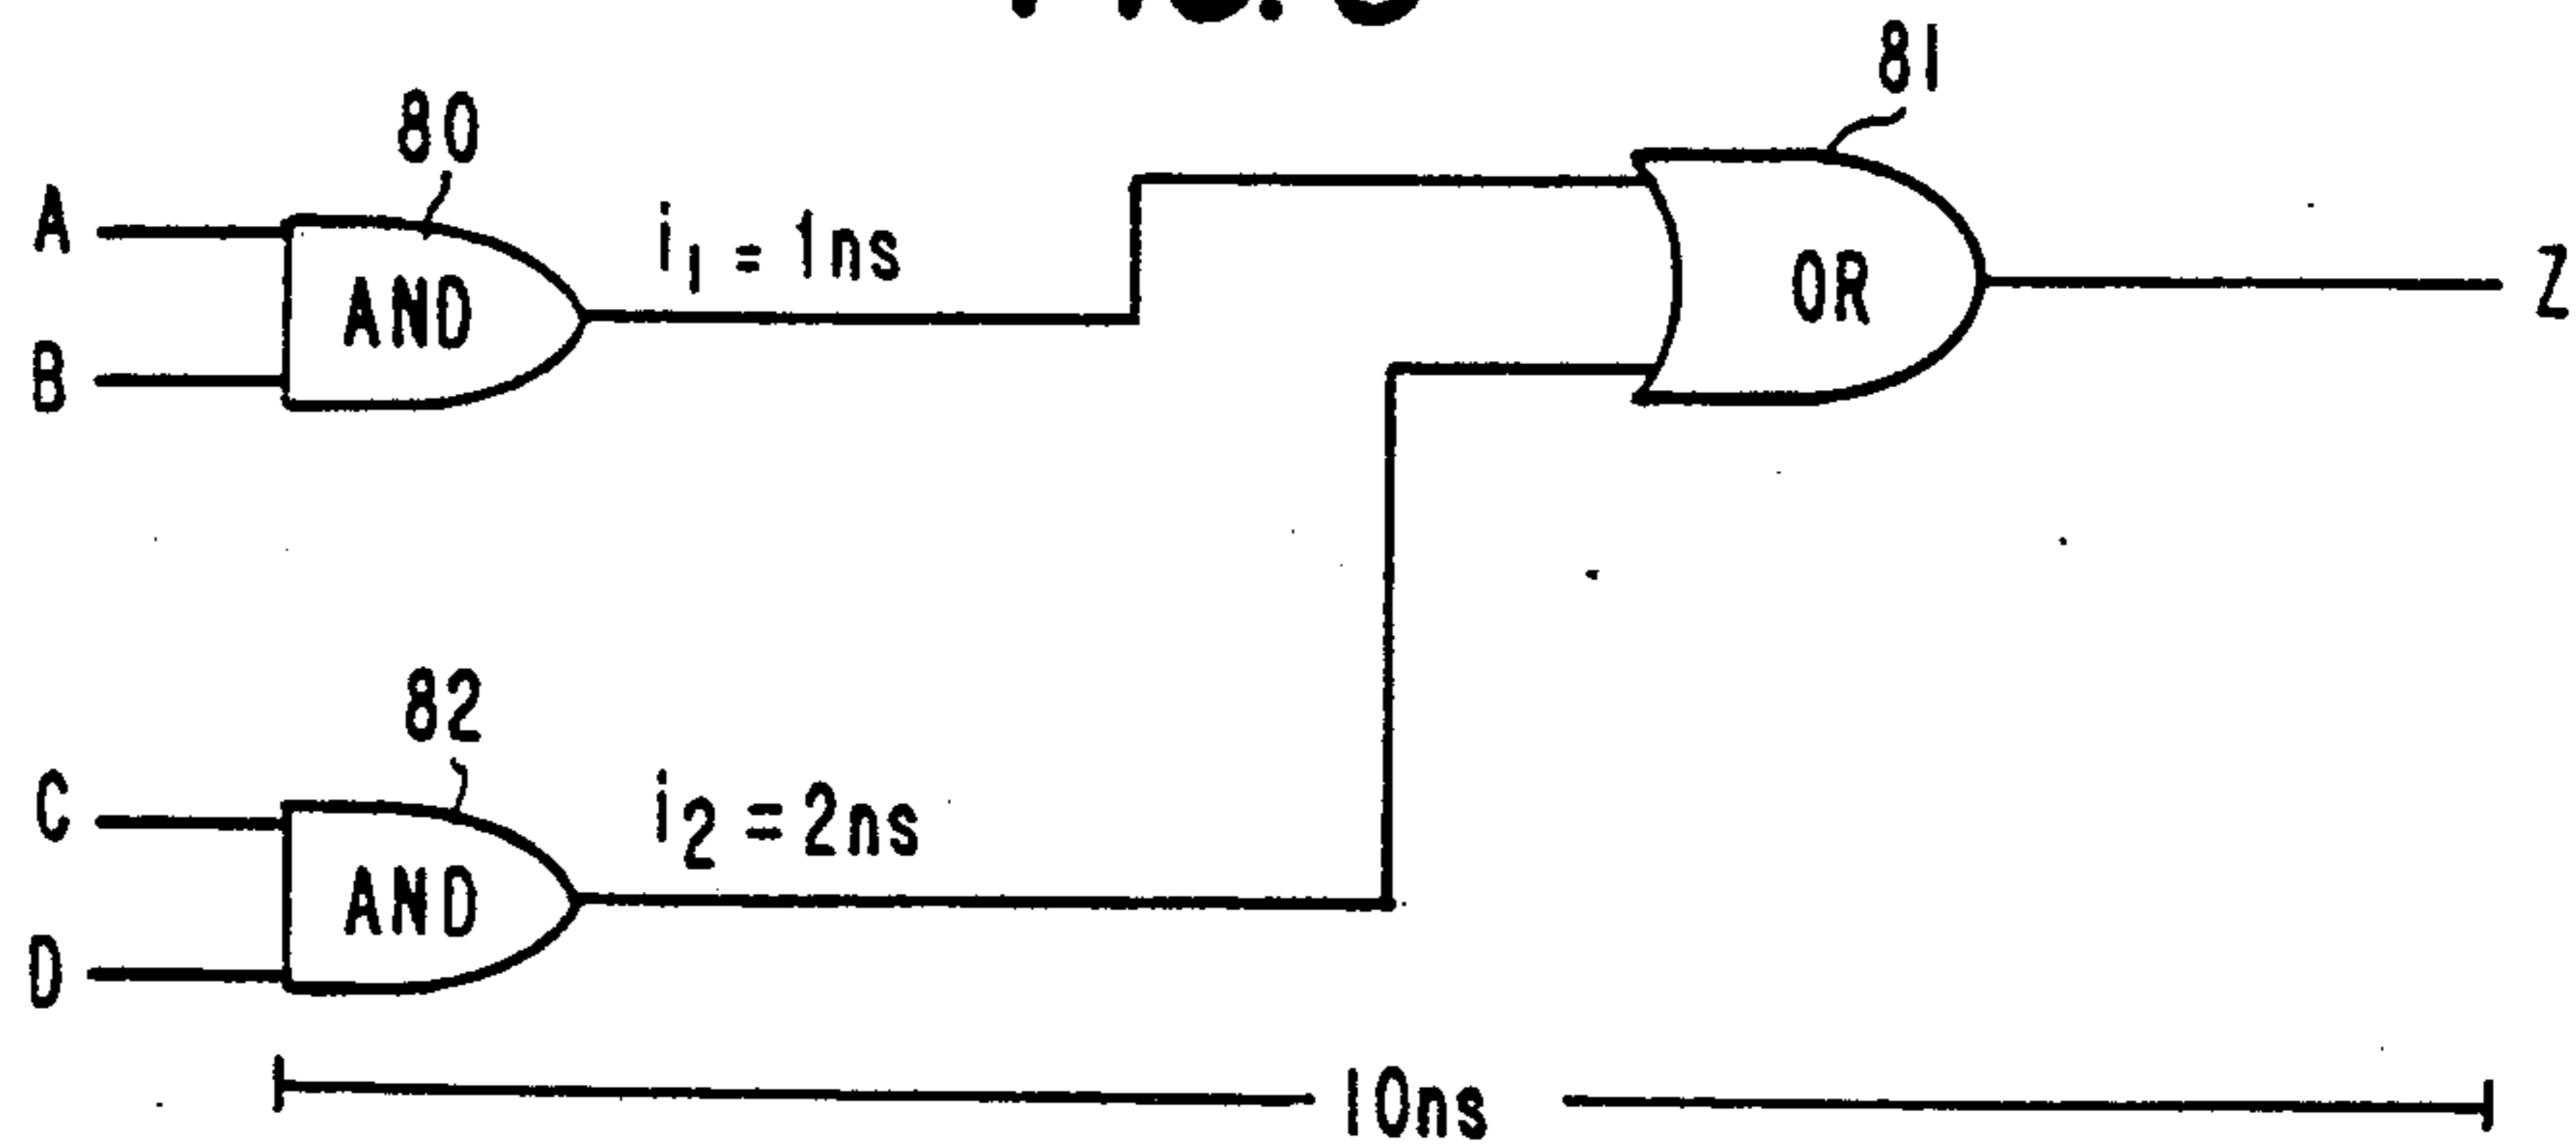 81
80
A
i1 = 1ns
AND
OR
Z
B
82
C
i2 = 2ns
AND
D
10ns